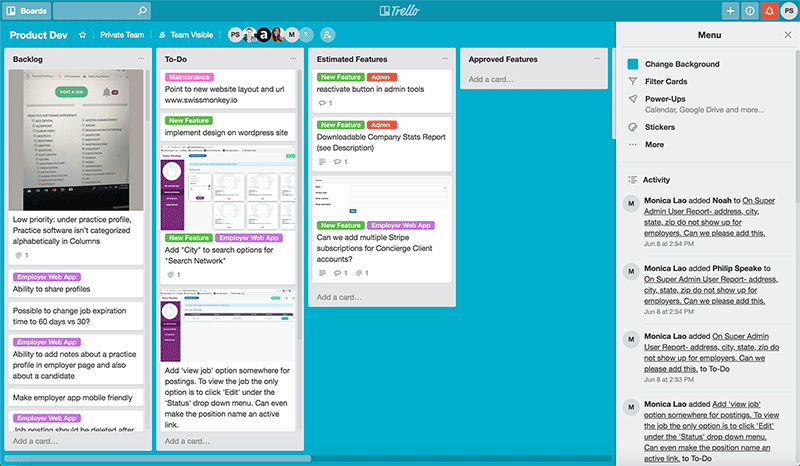 Boards
Trello
PS
Product Dev
Private Team
Team Visible
PS
a
M
7
Backlog
Low priority: under practice profile,
Practice software isn't categorized
alphabetically in Columns
1
Employer Web App
Ability to share profiles
Possible to change job expiration
time to 60 days vs 30?
Employer Web App
Ability to add notes about a practice
profile in employer page and also
about a candidate
Make employer app mobile friendly
Employer Web App
Job posting should be deleted after
Add a card…
To-Do
Maintenance
Point to new website layout and url
www.swissmonkey.io
New Feature
implement design on wordpress site
New Feature Employer Web App
Add "City" to search options for
"Search Network"
1
Add 'view job' option somewhere for
postings. To view the job the only
option is to click 'Edit' under the
'Status' drop down menu. Can even
make the position name an active
link.
Add a card…
Estimated Features
New Feature Admn
reactivate button in admin tools
1
New Feature Admn
Downloadable Company Stats Report
(see Description)
1
New Feature Employer Web App
Can we add multiple Stripe
subscriptions for Concierge Client
accounts?
1 1
Add a card…
Approved Features
Add a card…
Menu
Change Background
Filter Cards
Power-Ups
Calendar, Google Drive and more...
Stickers
More
Activity
M
Monica Lao added Noah to On Super
Admin User Report- address, city,
state, zip do not show up for
employers. Can we please add this.
Jun 8 at 2:54 PM
M
Monica Lao added Philip Speake to
On Super Admin User Report- address,
city, state, zip do not show up for
employers. Can we please add this.
Jun 8 at 2:54 PM
M
Monica Lao added On Super Admin
User Report- address, city, state, zip do
not show up for employers. Can we
please add this. to To-Do
Jun 8 at 2:53 PM
M
Monica Lao added Add 'view job'
option somewhere for postings. To view
the job the only option is to click 'Edit'
under the 'Status' drop down menu.
Can even make the position name an
active link. to To-Do
POST A JOB